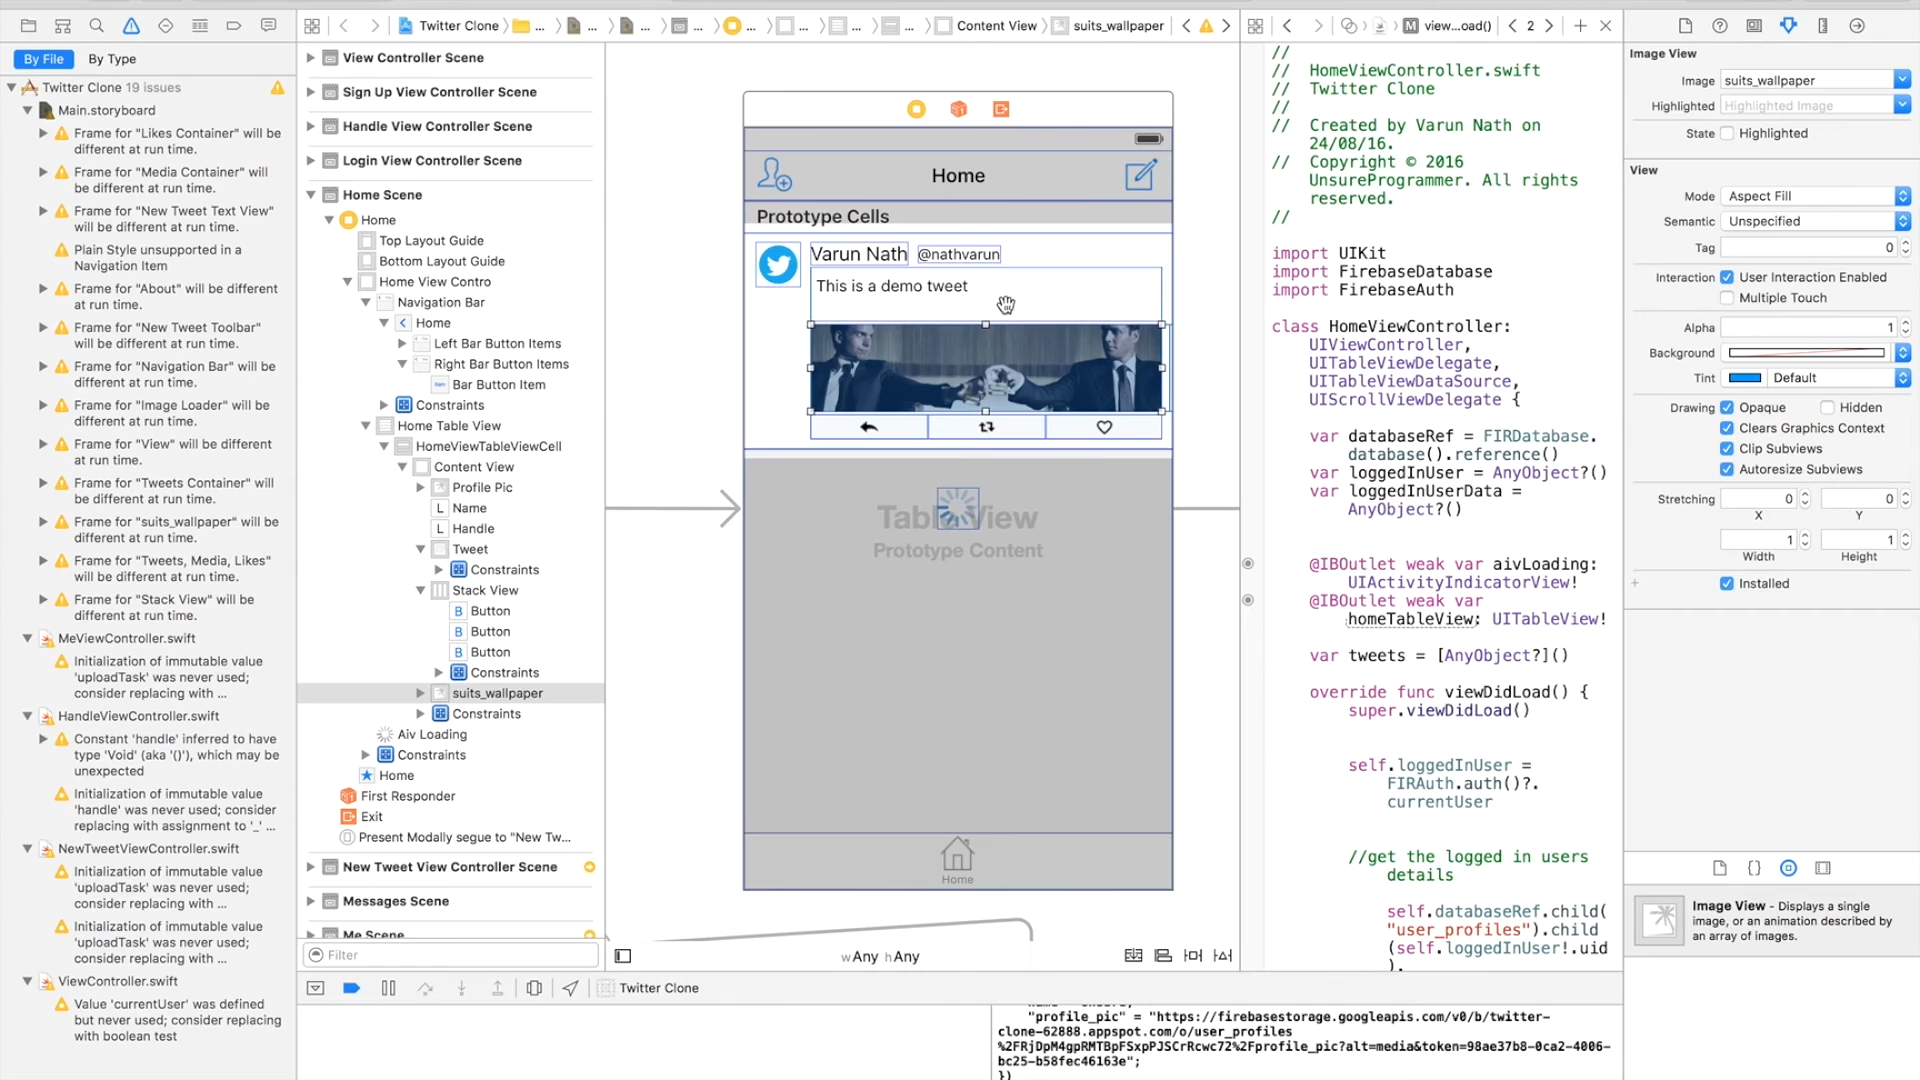 Twitter Clone
...
...
...
...
...
...
...
...
Content View
suits_wallpaper
view...oad()
2
By File
By Type
Twitter Clone 19 issues
Main.storyboard
Frame for "Likes Container" will be
different at run time.
Frame for "Media Container" will
be different at run time.
Frame for "New Tweet Text View"
will be different at run time.
Plain Style unsupported in a
Navigation Item
Frame for "About" will be different
at run time.
Frame for "New Tweet Toolbar"
will be different at run time.
Frame for "Navigation Bar" will be
different at run time.
Frame for "Image Loader" will be
different at run time.
Frame for "View" will be different
at run time.
Frame for "Tweets Container" will
be different at run time.
Frame for "suits_wallpaper" will be
different at run time.
Frame for "Tweets, Media, Likes"
will be different at run time.
Frame for "Stack View" will be
different at run time.
MeViewController.swift
Initialization of immutable value
'uploadTask' was never used;
consider replacing with ...
HandleViewController.swift
Constant 'handle' inferred to have
type 'Void' (aka '()'), which may be
unexpected
Initialization of immutable value
'handle' was never used; consider
replacing with assignment to '_' ...
NewTweetViewController.swift
Initialization of immutable value
'uploadTask' was never used;
consider replacing with ...
Initialization of immutable value
'uploadTask' was never used;
consider replacing with ...
ViewController.swift
Value 'currentUser' was defined
but never used; consider replacing
with boolean test
View Controller Scene
Sign Up View Controller Scene
Handle View Controller Scene
Login View Controller Scene
Home Scene
Home
Top Layout Guide
Bottom Layout Guide
Home View Contro
Navigation Bar
Home
Left Bar Button Items
Right Bar Button Items
Bar Button Item
Constraints
Home Table View
HomeViewTableViewCell
Content View
Profile Pic
L Name
L Handle
Tweet
Constraints
Stack View
B Button
B Button
B Button
Constraints
suits_wallpaper
Constraints
Aiv Loading
Constraints
Home
First Responder
Exit
Present Modally segue to "New Tw...
New Tweet View Controller Scene
Messages Scene
Me Scene
Filter
Home
Prototype Cells
Varun Nath @nathvarun
This is a demo tweet
Table View
Prototype Content
Home
wAny hAny
Twitter Clone
//
// HomeViewController.swift
// Twitter Clone
//
// Created by Varun Nath on
24/08/16.
// Copyright © 2016
UnsureProgrammer. All rights
reserved.
//
import UIKit
import FirebaseDatabase
import FirebaseAuth
class HomeViewController:
UIViewController,
UITableViewDelegate,
UITableViewDataSource,
UIScrollViewDelegate {
var databaseRef = FIRDatabase.
database().reference()
var loggedInUser = AnyObject?()
var loggedInUserData =
AnyObject?()
@IBOutlet weak var aivLoading:
UIActivityIndicatorView!
@IBOutlet weak var
homeTableView: UITableView!
var tweets = [AnyObject?]()
override func viewDidLoad() {
super.viewDidLoad()
self.loggedInUser =
FIRAuth.auth()?.
currentUser
//get the logged in users
details
self.databaseRef.child(
"user_profiles").child
(self.loggedInUser!.uid
).
"profile_pic" = "https://firebasestorage.googleapis.com/v0/b/twitter-
clone-62888.appspot.com/o/user_profiles
%2FRjDpM4gpRMTBpFSxpPJSCrRcwc72%2Fprofile_pic?alt=media&token=98ae37b8-0ca2-4006-
bc25-b58fec46163e";
})
Image View
Image suits_wallpaper
Highlighted Highlighted Image
State Highlighted
View
Mode Aspect Fill
Semantic Unspecified
Tag 0
Interaction User Interaction Enabled
Multiple Touch
Alpha 1
Background
Tint Default
Drawing Opaque Hidden
Clears Graphics Context
Clip Subviews
Autoresize Subviews
Stretching 0 0
X Y
1 1
Width Height
+ Installed
{}
Image View - Displays a single
image, or an animation described by
an array of images.